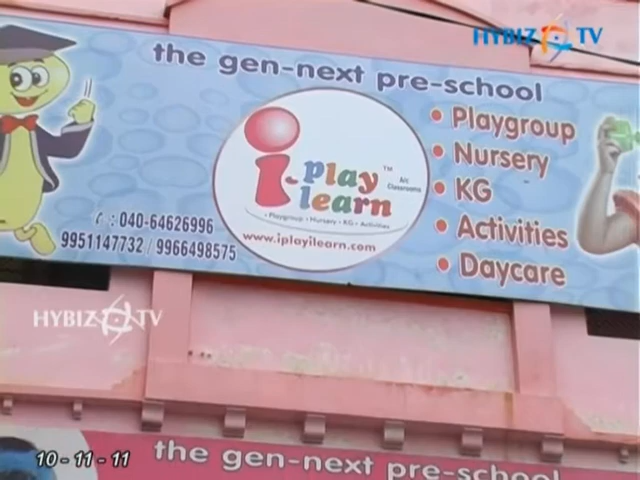 HYBIZ TV
the gen-next pre-school
i-play
learn
TM
A/c
Classrooms
• Playgroup • Nursery • KG • Activities
www.iplayilearn.com
: 040-64626996
9951147732 / 9966498575
• Playgroup
• Nursery
• KG
• Activities
• Daycare
HYBIZ TV
10-11-11
the gen-next pre-school